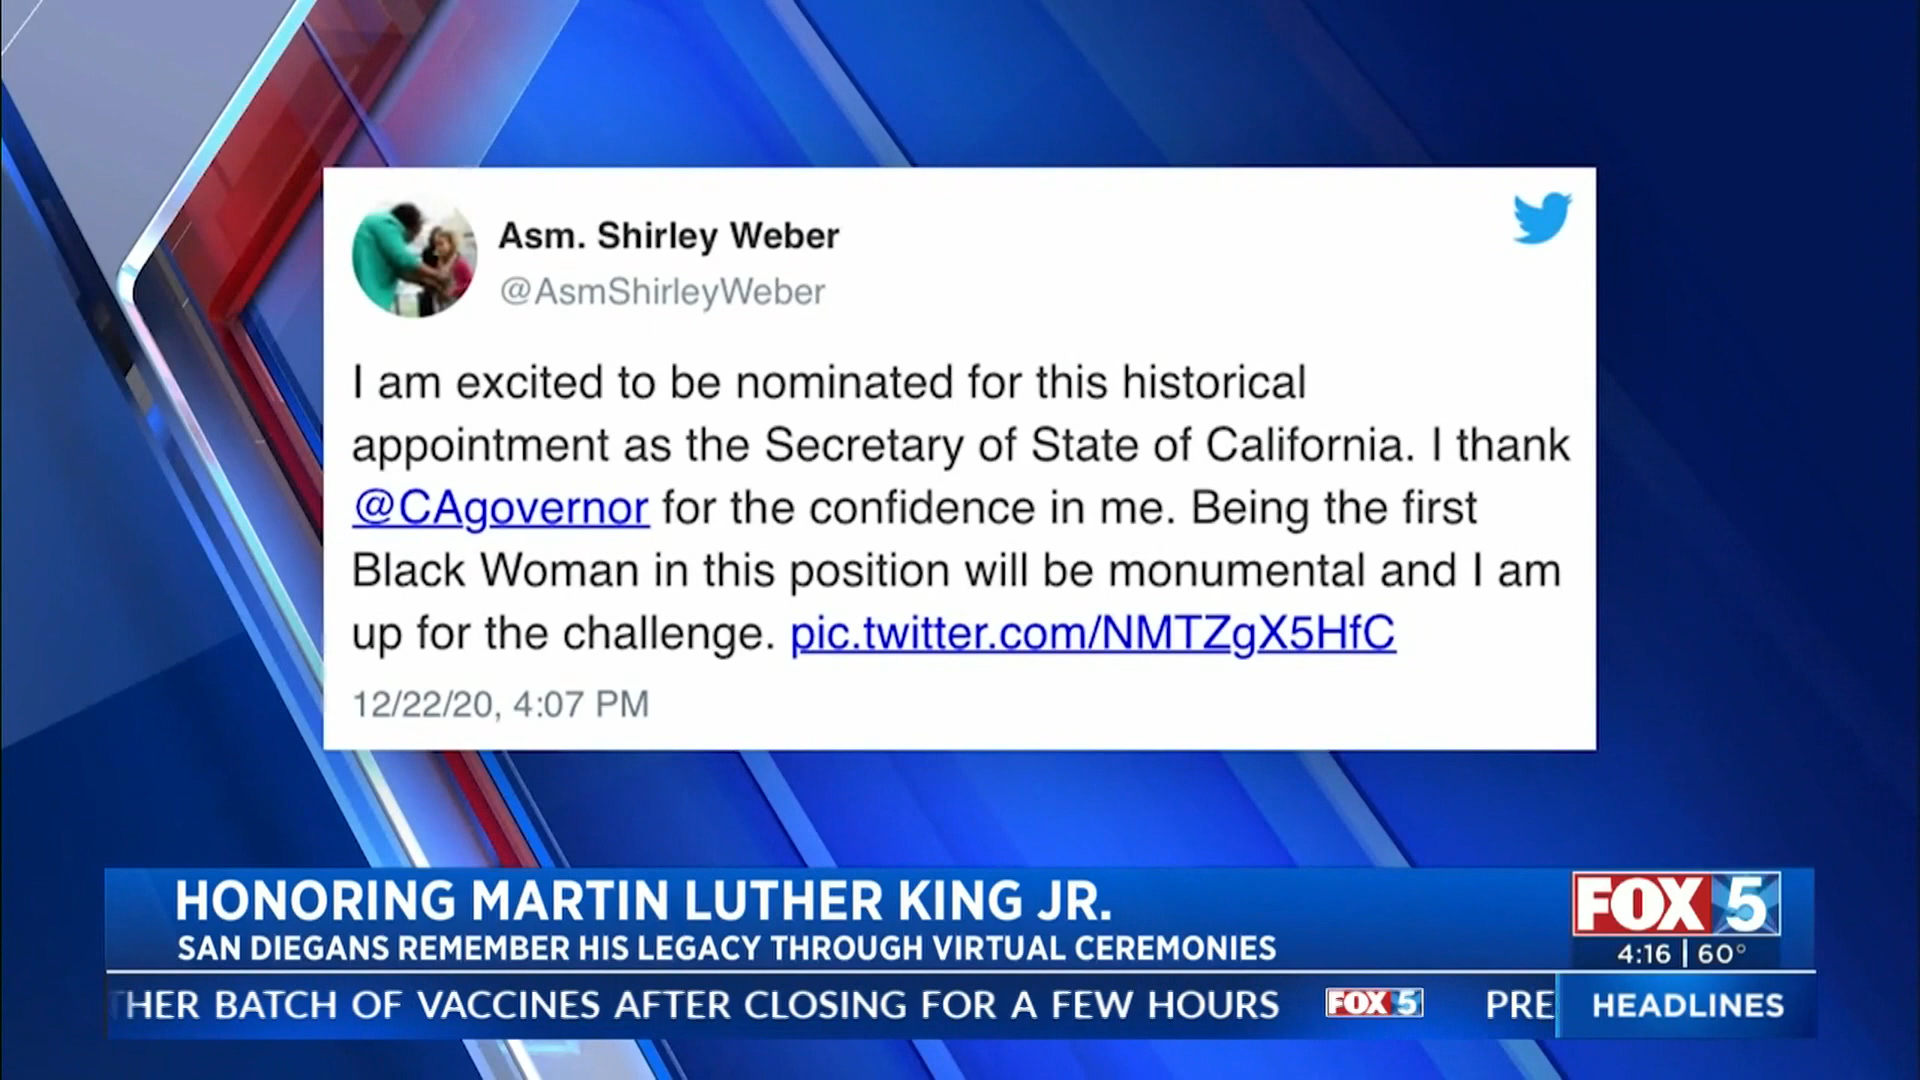 Asm. Shirley Weber
@AsmShirleyWeber
I am excited to be nominated for this historical
appointment as the Secretary of State of California. I thank
@CAgovernor for the confidence in me. Being the first
Black Woman in this position will be monumental and I am
up for the challenge. pic.twitter.com/NMTZgX5HfC
12/22/20, 4:07 PM
HONORING MARTIN LUTHER KING JR.
SAN DIEGANS REMEMBER HIS LEGACY THROUGH VIRTUAL CEREMONIES
FOX 5
4:16 | 60°
THER BATCH OF VACCINES AFTER CLOSING FOR A FEW HOURS FOX 5 PRE
HEADLINES